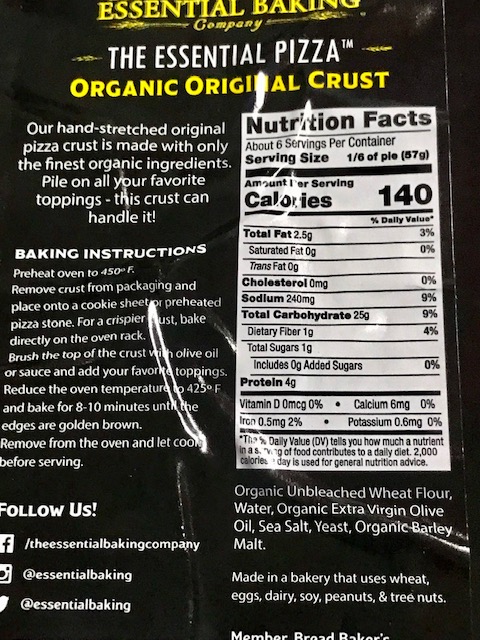 ESSENTIAL BAKING
Company
THE ESSENTIAL PIZZA™
ORGANIC ORIGINAL CRUST
Our hand-stretched original
pizza crust is made with only
the finest organic ingredients.
Pile on all your favorite
toppings - this crust can
handle it!
BAKING INSTRUCTIONS
Preheat oven to 450º F.
Remove crust from packaging and
place onto a cookie sheet or preheated
pizza stone. For a crispier crust, bake
directly on the oven rack.
Brush the top of the crust with olive oil
or sauce and add your favorite toppings.
Reduce the oven temperature to 425º F
and bake for 8-10 minutes until the
edges are golden brown.
Remove from the oven and let cool
before serving.
FOLLOW US!
/theessentialbakingcompany
@essentialbaking
@essentialbaking
Nutrition Facts
About 6 Servings Per Container
Serving Size 1/6 of pie (57g)
Amount Per Serving
Calories 140
% Daily Value*
Total Fat 2.5g 3%
Saturated Fat 0g 0%
Trans Fat 0g
Cholesterol 0mg 0%
Sodium 240mg 9%
Total Carbohydrate 25g 9%
Dietary Fiber 1g 4%
Total Sugars 1g
Includes 0g Added Sugars 0%
Protein 4g
Vitamin D 0mcg 0% • Calcium 6mg 0%
Iron 0.5mg 2% • Potassium 0.6mg 0%
*The % Daily Value (DV) tells you how much a nutrient
in a serving of food contributes to a daily diet. 2,000
calories a day is used for general nutrition advice.
Organic Unbleached Wheat Flour,
Water, Organic Extra Virgin Olive
Oil, Sea Salt, Yeast, Organic Barley
Malt.
Made in a bakery that uses wheat,
eggs, dairy, soy, peanuts, & tree nuts.
Member, Bread Baker's